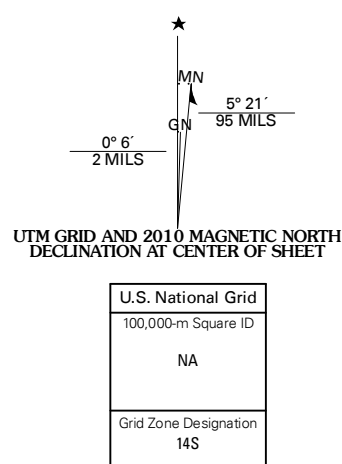 ★
MN
GN
5° 21´
95 MILS
0° 6´
2 MILS
UTM GRID AND 2010 MAGNETIC NORTH
DECLINATION AT CENTER OF SHEET
U.S. National Grid
100,000-m Square ID
NA
Grid Zone Designation
14S